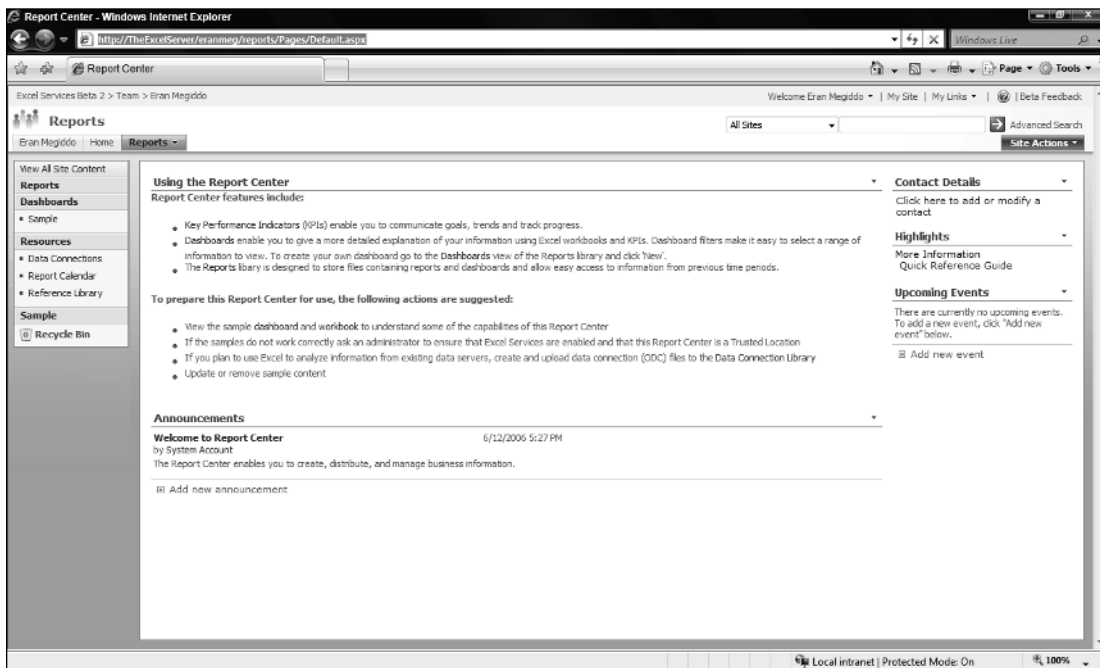 Report Center - Windows Internet Explorer
http://TheExcelServer/eranmeg/reports/Pages/Default.aspx
Windows Live
Report Center
Page
Tools
Excel Services Beta 2 > Team > Eran Megiddo
Welcome Eran Megiddo
| My Site | My Links | | Beta Feedback
Reports
All Sites
Advanced Search
Eran Megiddo
Home
Reports
Site Actions
View All Site Content
Reports
Dashboards
Sample
Resources
Data Connections
Report Calendar
Reference Library
Sample
Recycle Bin
Using the Report Center
Report Center features include:
Key Performance Indicators (KPIs) enable you to communicate goals, trends and track progress.
Dashboards enable you to give a more detailed explanation of your information using Excel workbooks and KPIs. Dashboard filters make it easy to select a range of
information to view. To create your own dashboard go to the Dashboards view of the Reports library and click 'New'.
The Reports libary is designed to store files containing reports and dashboards and allow easy access to information from previous time periods.
To prepare this Report Center for use, the following actions are suggested:
View the sample dashboard and workbook to understand some of the capabilities of this Report Center
If the samples do not work correctly ask an administrator to ensure that Excel Services are enabled and that this Report Center is a Trusted Location
If you plan to use Excel to analyze information from existing data servers, create and upload data connection (ODC) files to the Data Connection Library
Update or remove sample content
Announcements
Welcome to Report Center
6/12/2006 5:27 PM
by System Account
The Report Center enables you to create, distribute, and manage business information.
Add new announcement
Contact Details
Click here to add or modify a
contact
Highlights
More Information
Quick Reference Guide
Upcoming Events
There are currently no upcoming events.
To add a new event, click "Add new
event" below.
Add new event
Local intranet | Protected Mode: On
100%